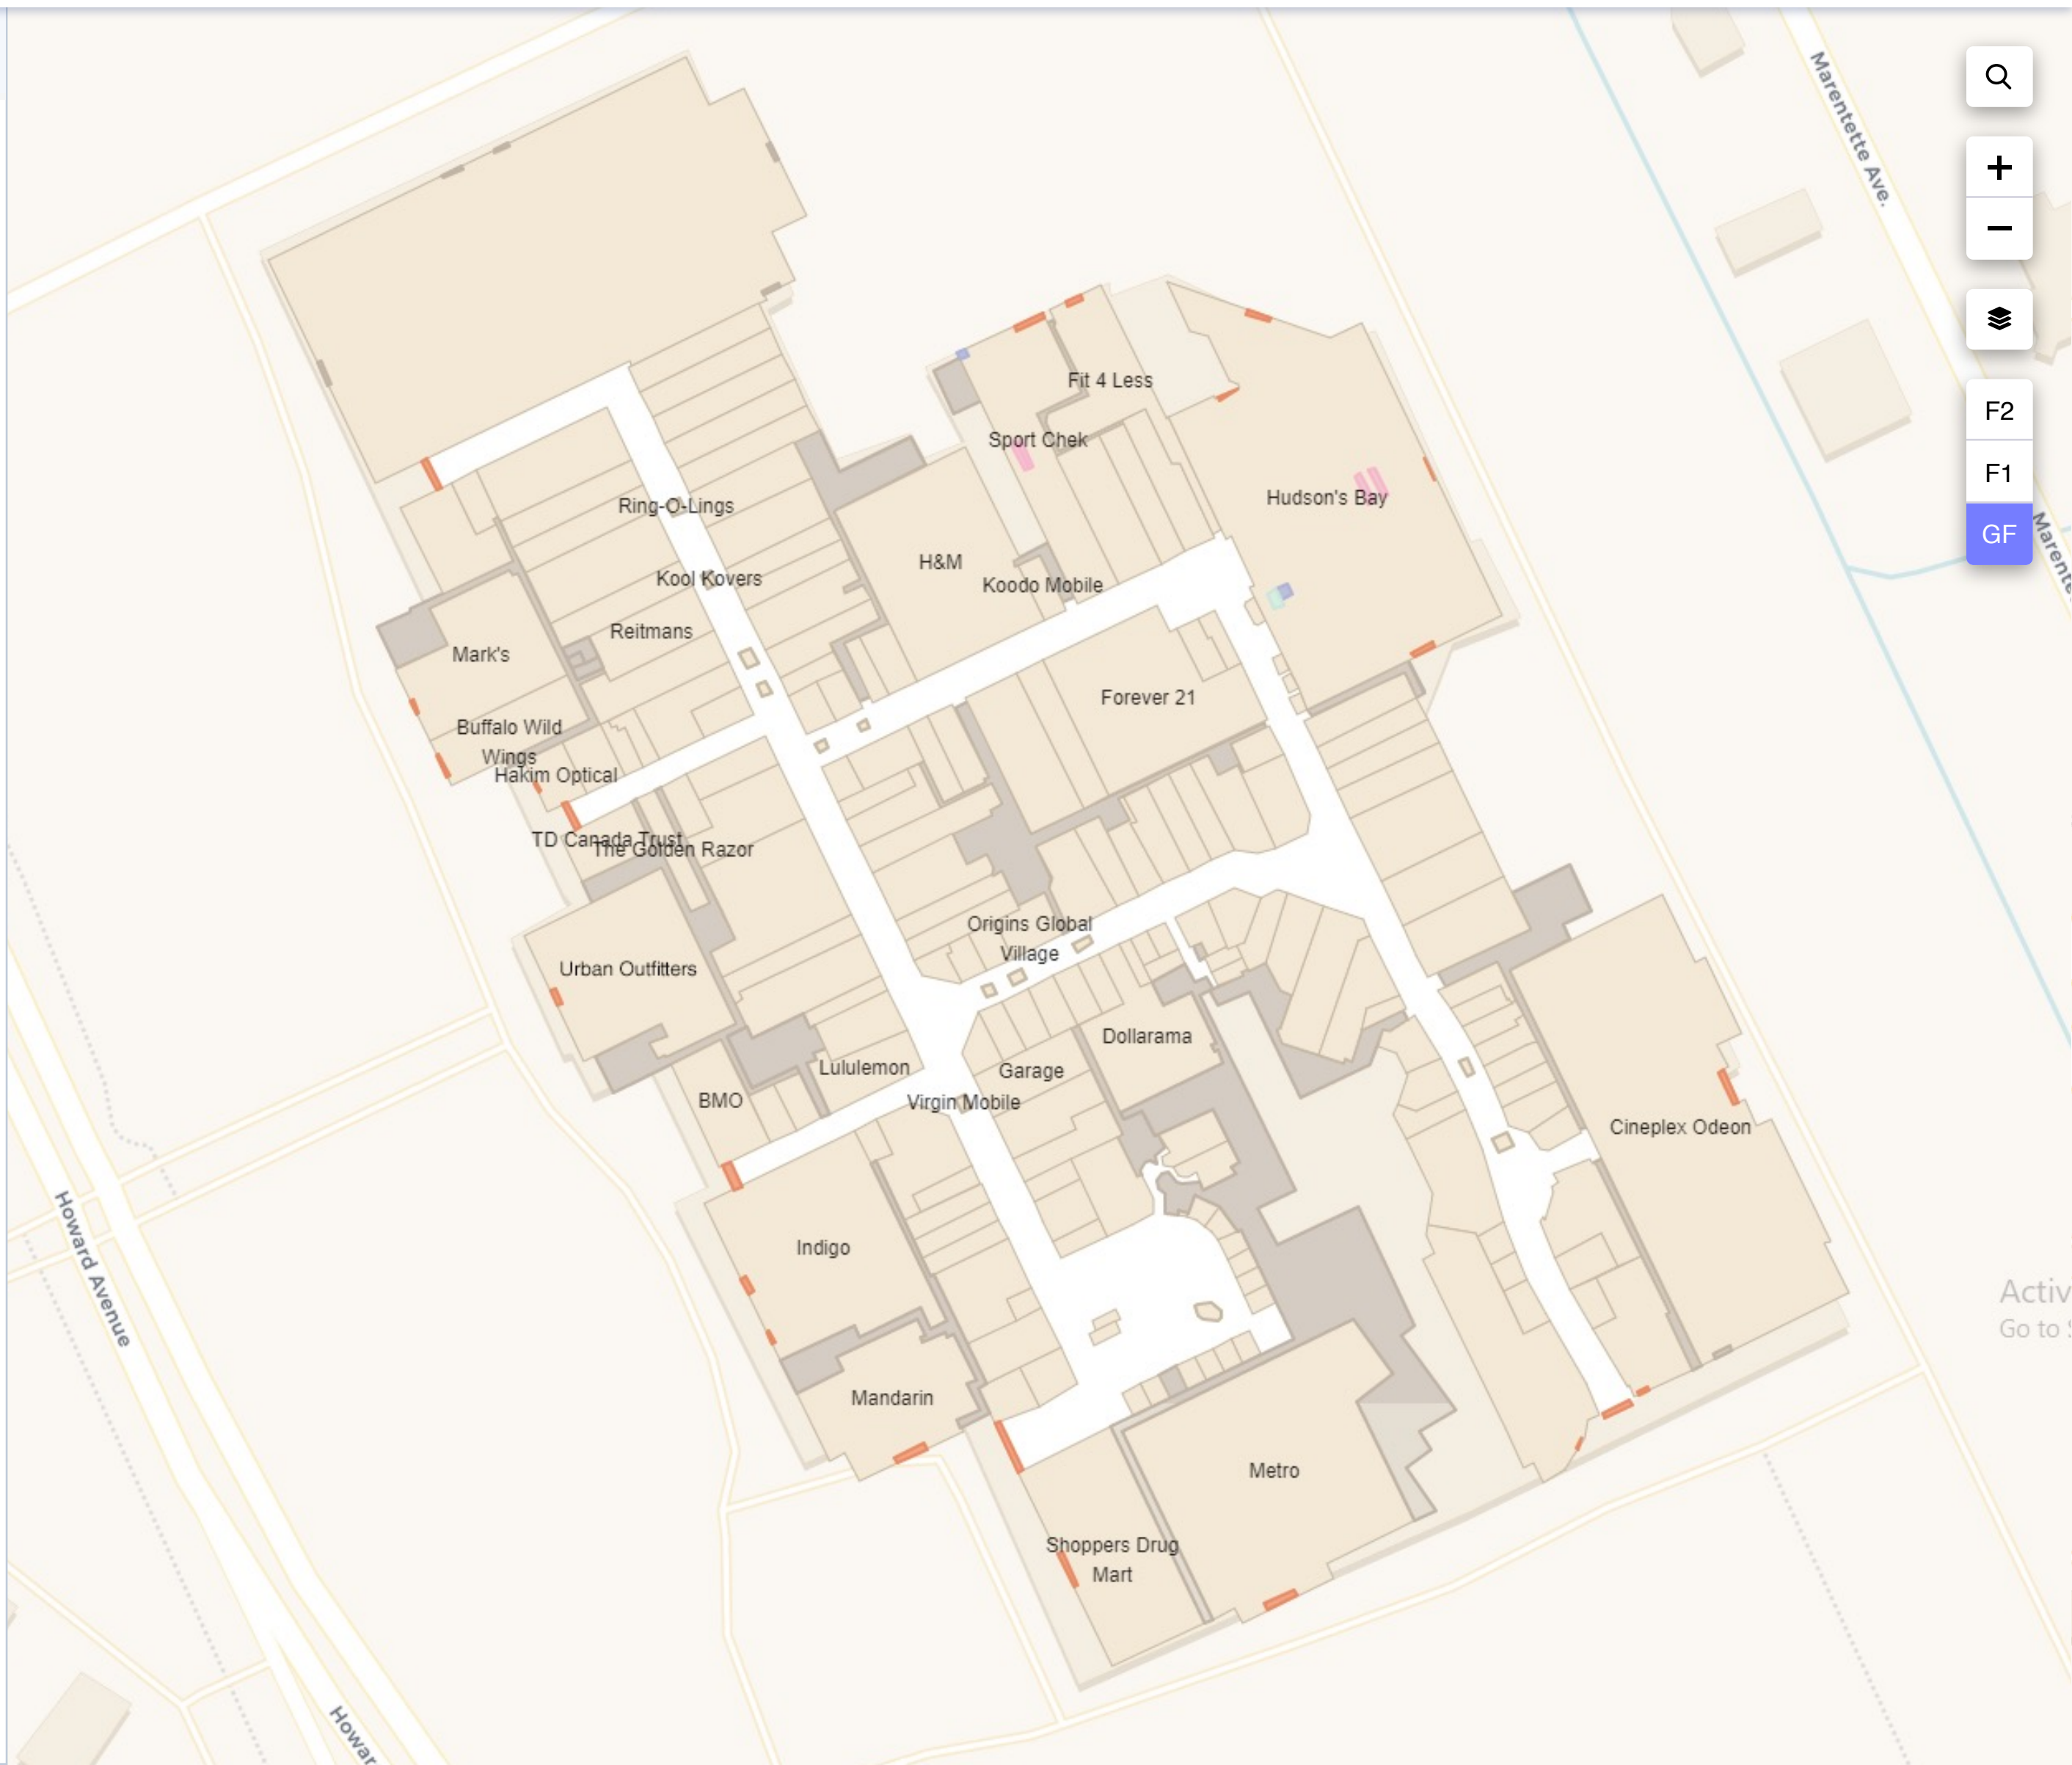 Marentette Ave.
+
−
F2
F1
GF
Marente
Fit 4 Less
Sport Chek
Hudson's Bay
Ring-O-Lings
H&M
Kool Kovers
Koodo Mobile
Reitmans
Mark's
Forever 21
Buffalo Wild
Wings
Hakim Optical
TD Canada Trust
The Golden Razor
Origins Global
Village
Urban Outfitters
Dollarama
Lululemon
Garage
BMO
Virgin Mobile
Cineplex Odeon
Howard Avenue
Indigo
Activ
Go to S
Mandarin
Metro
Shoppers Drug
Mart
Howar